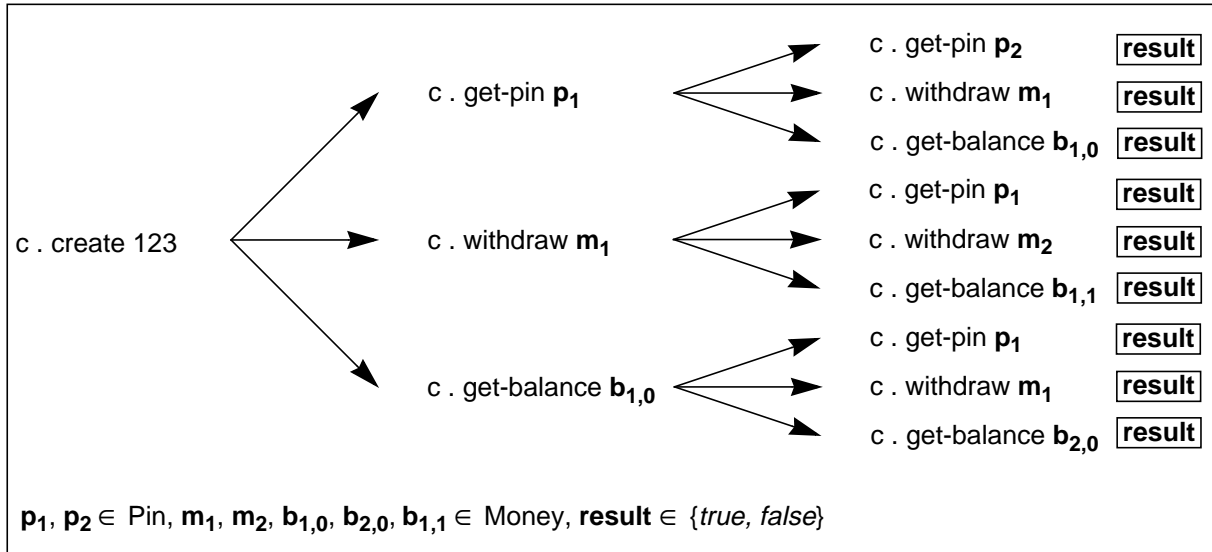 c . get-pin p2 result
c . get-pin p1 c . withdraw m1 result
c . get-balance b1,0 result
c . get-pin p1 result
c . create 123 c . withdraw m1 c . withdraw m2 result
c . get-balance b1,1 result
c . get-pin p1 result
c . get-balance b1,0 c . withdraw m1 result
c . get-balance b2,0 result
p1, p2 ∈ Pin, m1, m2, b1,0, b2,0, b1,1 ∈ Money, result ∈ {true, false}